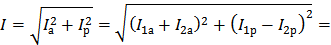 I = √(I_a^2 + I_p^2) = √((I_1a + I_2a)^2 + (I_1p − I_2p)^2) =